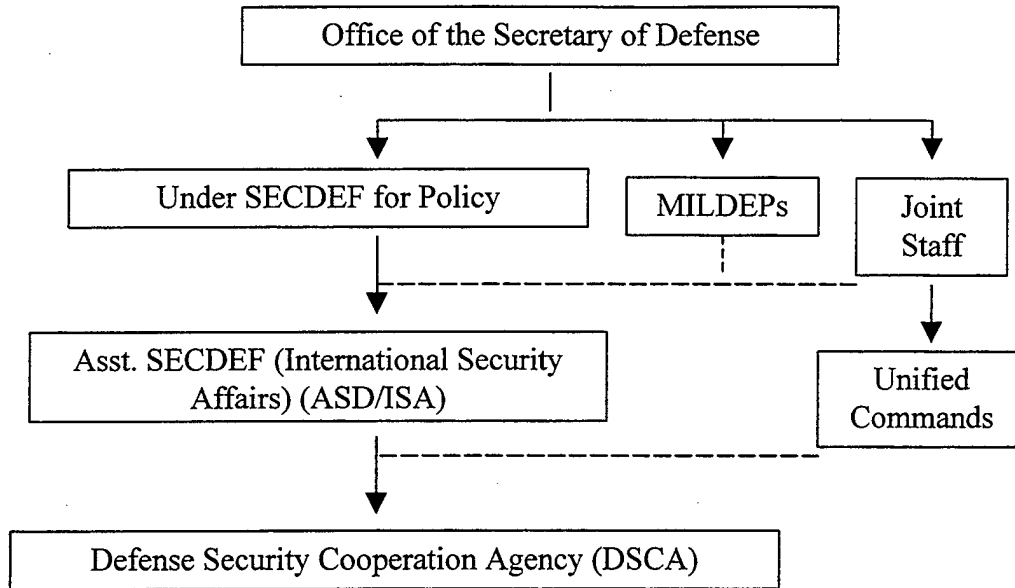 Office of the Secretary of Defense
Under SECDEF for Policy
MILDEPs
Joint
Staff
Asst. SECDEF (International Security
Affairs) (ASD/ISA)
Unified
Commands
Defense Security Cooperation Agency (DSCA)